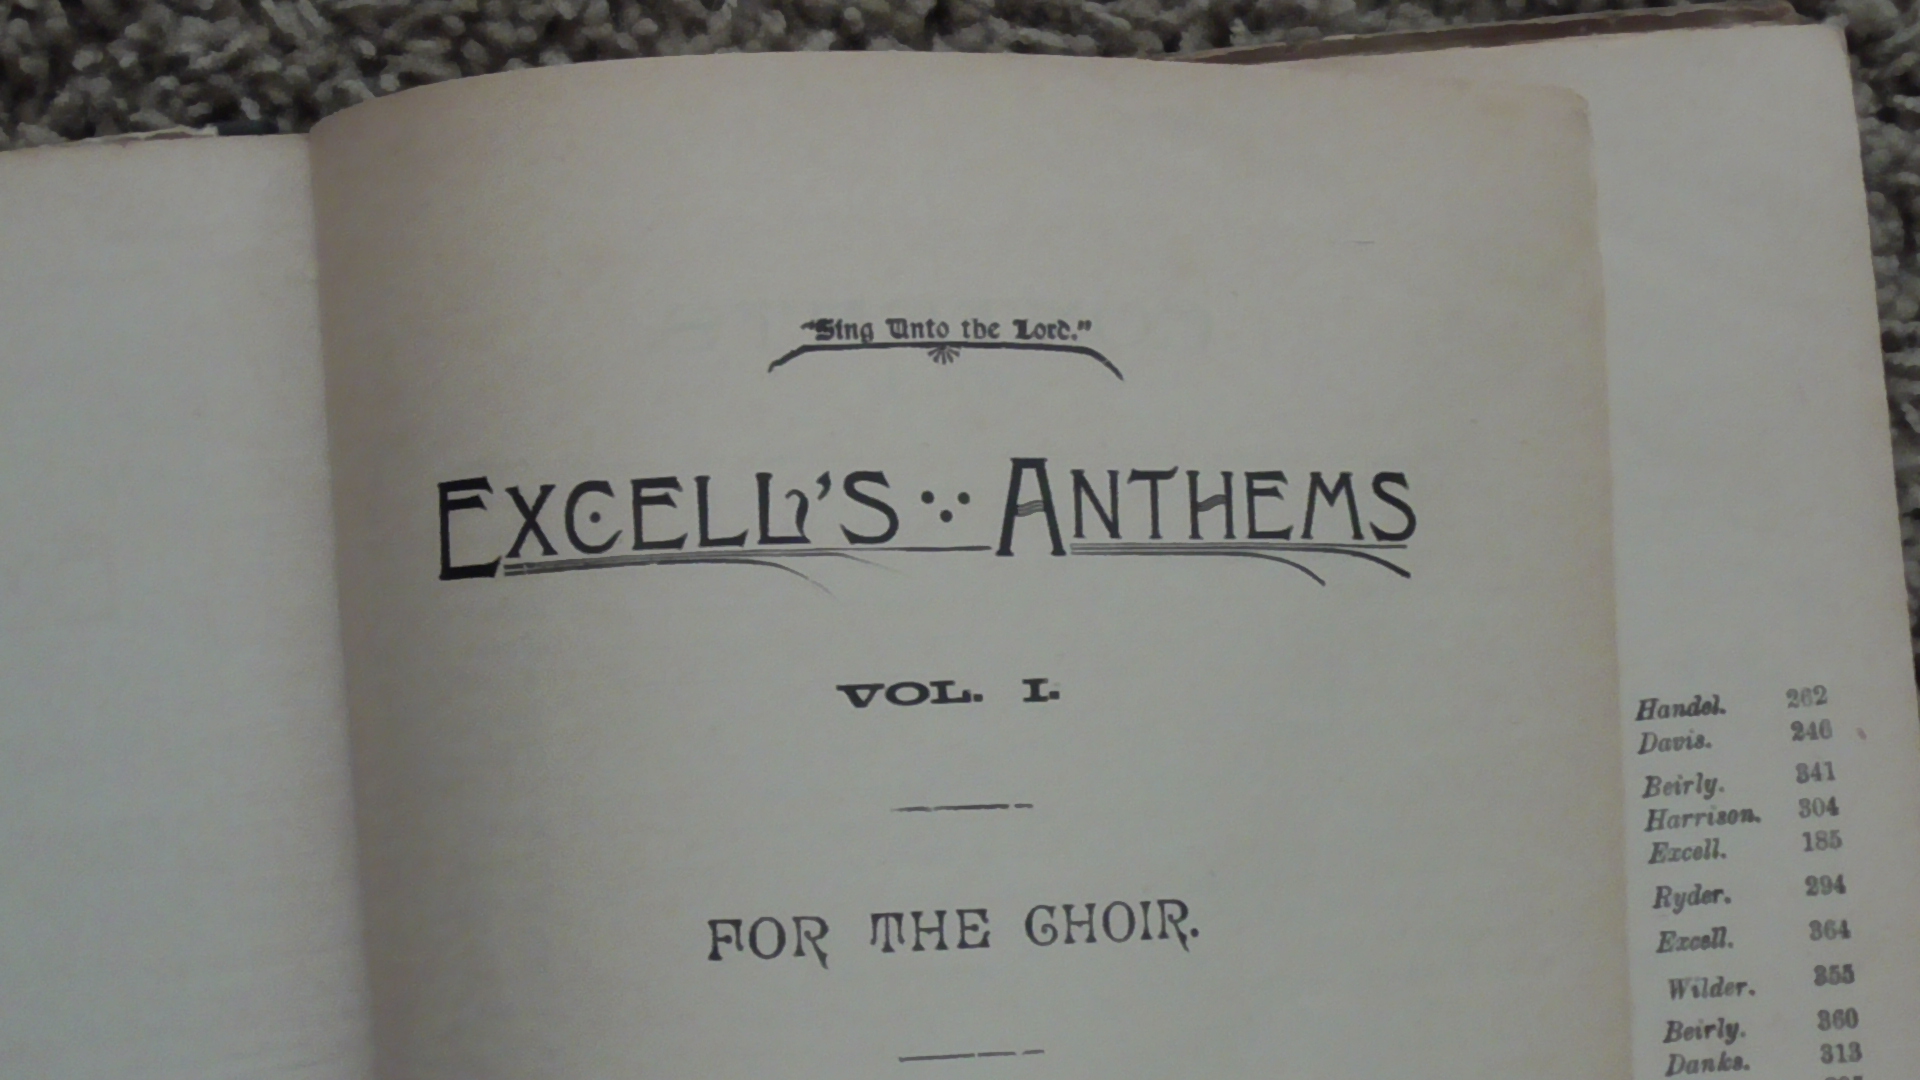 "Sing Unto the Lord."
EXCELL'S ∵ ANTHEMS
VOL. I.
FOR THE CHOIR.
Handel. 262
Davis. 246
Beirly. 341
Harrison. 304
Excell. 185
Ryder. 294
Excell. 364
Wilder. 355
Beirly. 360
Danks. 313